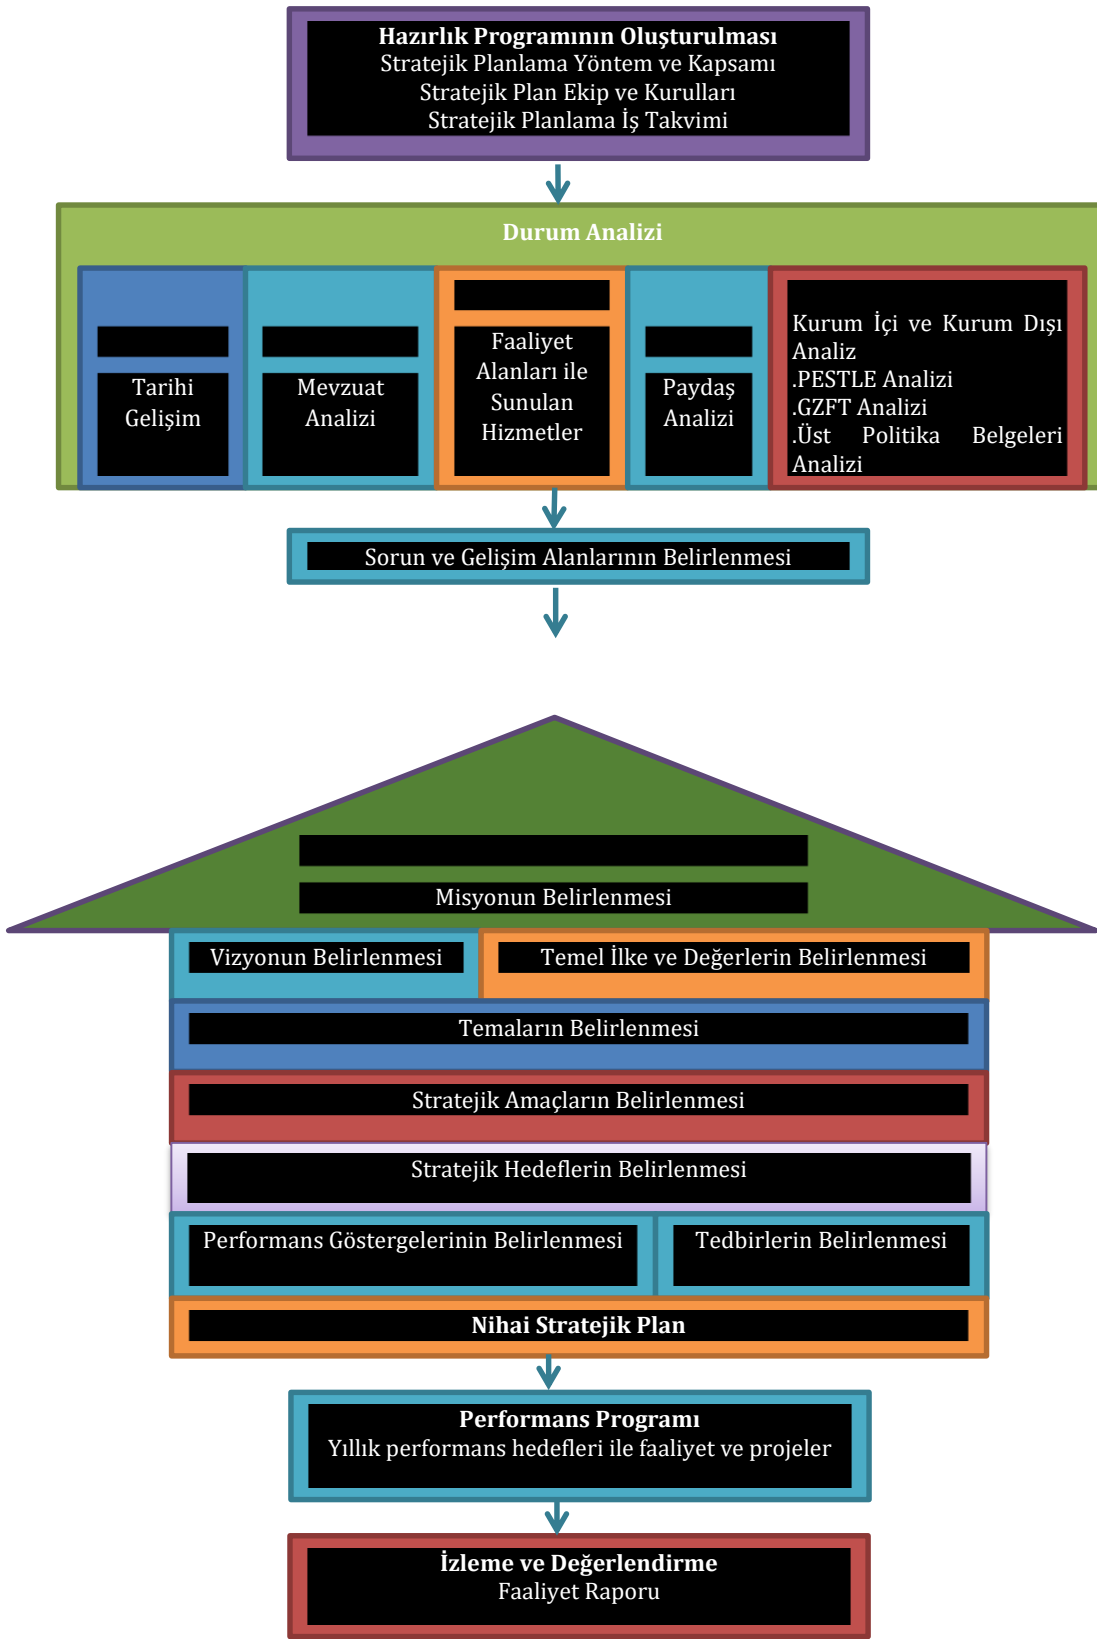 Hazırlık Programının Oluşturulması
Stratejik Planlama Yöntem ve Kapsamı
Stratejik Plan Ekip ve Kurulları
Stratejik Planlama İş Takvimi
Durum Analizi
Tarihi
Gelişim
Mevzuat
Analizi
Faaliyet
Alanları ile
Sunulan
Hizmetler
Paydaş
Analizi
Kurum İçi ve Kurum Dışı
Analiz
.PESTLE Analizi
.GZFT Analizi
.Üst Politika Belgeleri
Analizi
Sorun ve Gelişim Alanlarının Belirlenmesi
Misyonun Belirlenmesi
Vizyonun Belirlenmesi
Temel İlke ve Değerlerin Belirlenmesi
Temaların Belirlenmesi
Stratejik Amaçların Belirlenmesi
Stratejik Hedeflerin Belirlenmesi
Performans Göstergelerinin Belirlenmesi
Tedbirlerin Belirlenmesi
Nihai Stratejik Plan
Performans Programı
Yıllık performans hedefleri ile faaliyet ve projeler
İzleme ve Değerlendirme
Faaliyet Raporu